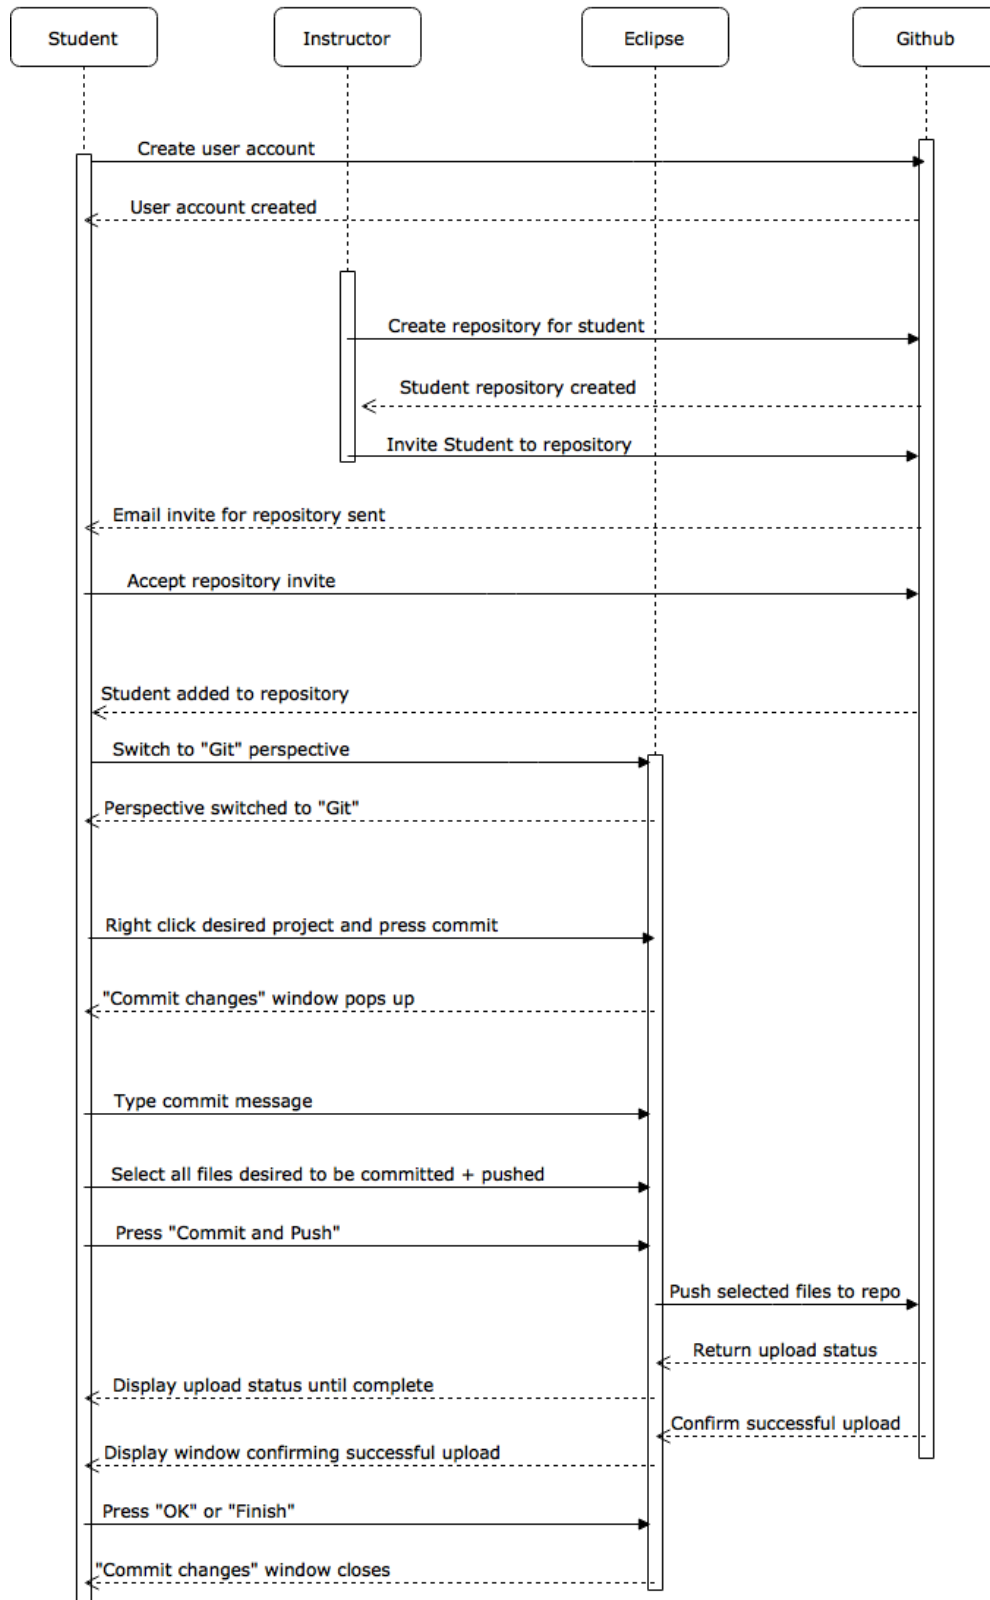 Student
Instructor
Eclipse
Github
Create user account
User account created
Create repository for student
Student repository created
Invite Student to repository
Email invite for repository sent
Accept repository invite
Student added to repository
Switch to "Git" perspective
Perspective switched to "Git"
Right click desired project and press commit
"Commit changes" window pops up
Type commit message
Select all files desired to be committed + pushed
Press "Commit and Push"
Push selected files to repo
Return upload status
Display upload status until complete
Confirm successful upload
Display window confirming successful upload
Press "OK" or "Finish"
"Commit changes" window closes